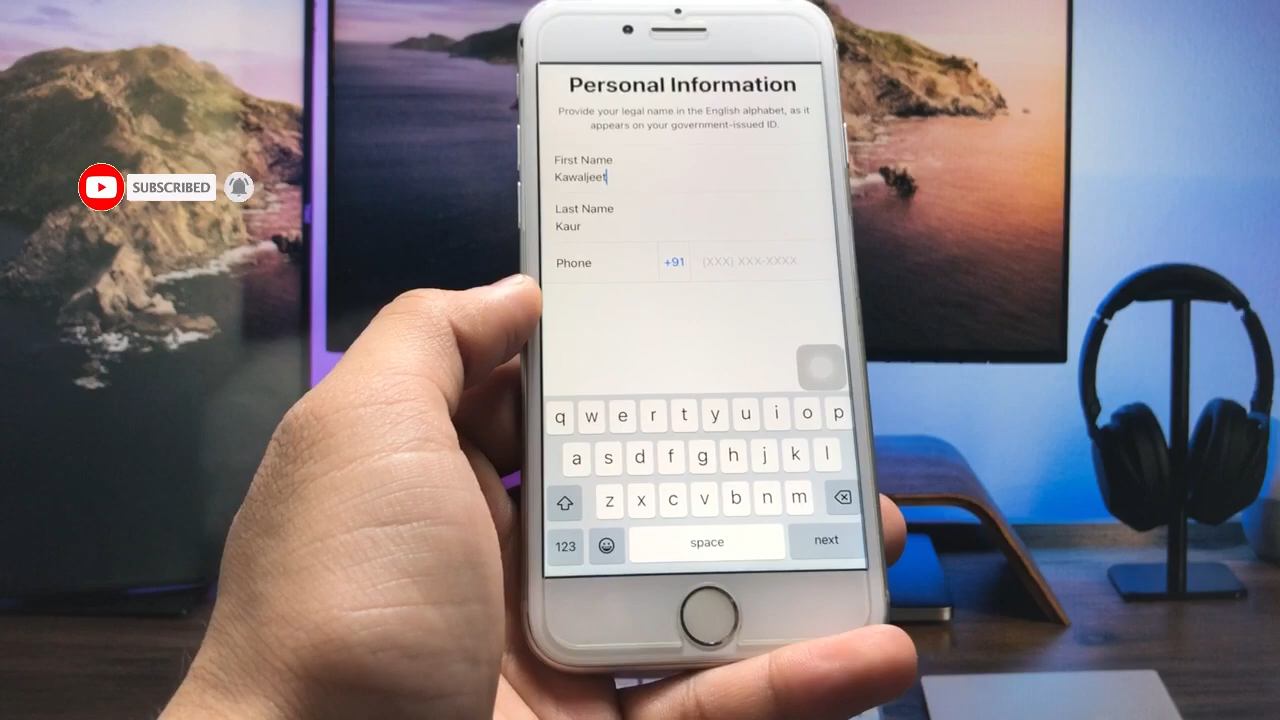 Personal Information
Provide your legal name in the English alphabet, as it
appears on your government-issued ID.
First Name
Kawaljeet
SUBSCRIBED
Last Name
Kaur
Phone +91 (XXX) XXX-XXXX
q w e r t y u i o p
a s d f g h j k l
z x c v b n m
123 space next